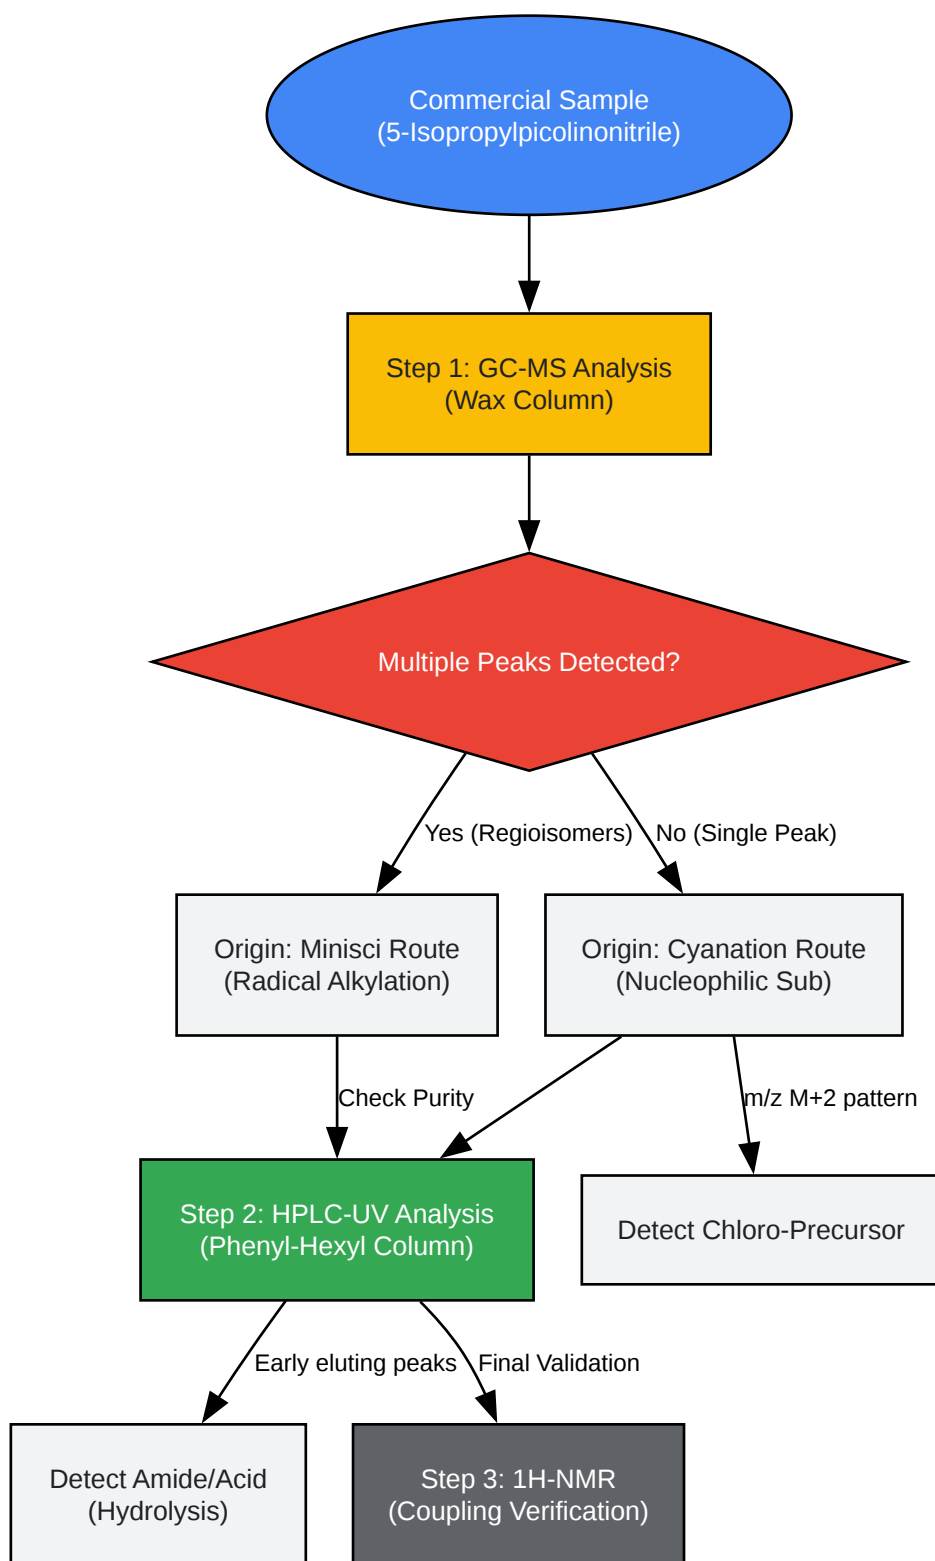 Commercial Sample
(5-Isopropylpicolinonitrile)
Step 1: GC-MS Analysis
(Wax Column)
Multiple Peaks Detected?
Yes (Regioisomers)
No (Single Peak)
Origin: Minisci Route
(Radical Alkylation)
Origin: Cyanation Route
(Nucleophilic Sub)
Check Purity
m/z M+2 pattern
Step 2: HPLC-UV Analysis
(Phenyl-Hexyl Column)
Detect Chloro-Precursor
Early eluting peaks
Final Validation
Detect Amide/Acid
(Hydrolysis)
Step 3: 1H-NMR
(Coupling Verification)